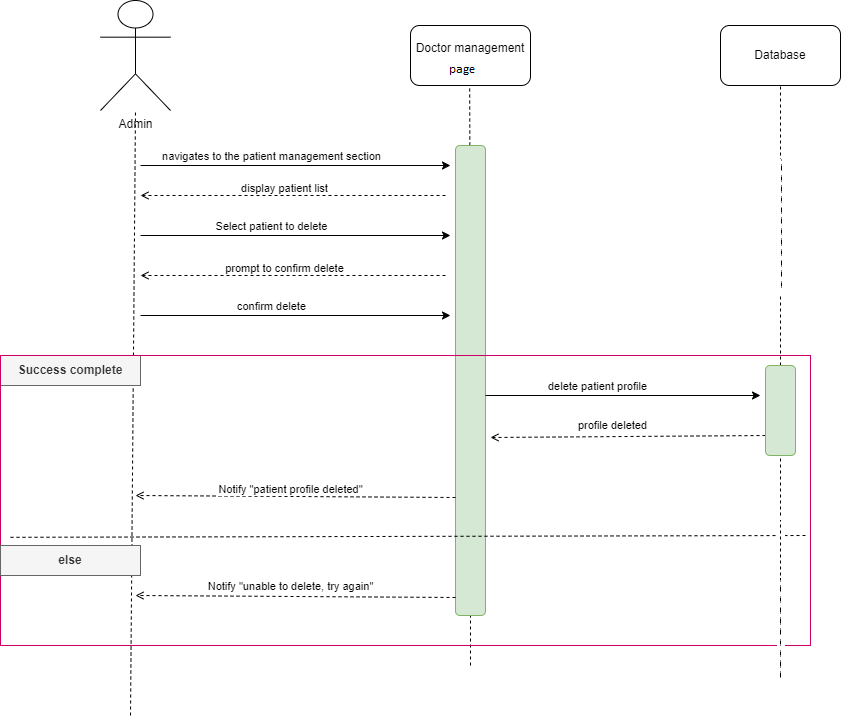 Doctor management
page
Database
Admin
navigates to the patient management section
display patient list
Select patient to delete
prompt to confirm delete
confirm delete
Success complete
delete patient profile
profile deleted
Notify "patient profile deleted"
else
Notify "unable to delete, try again"